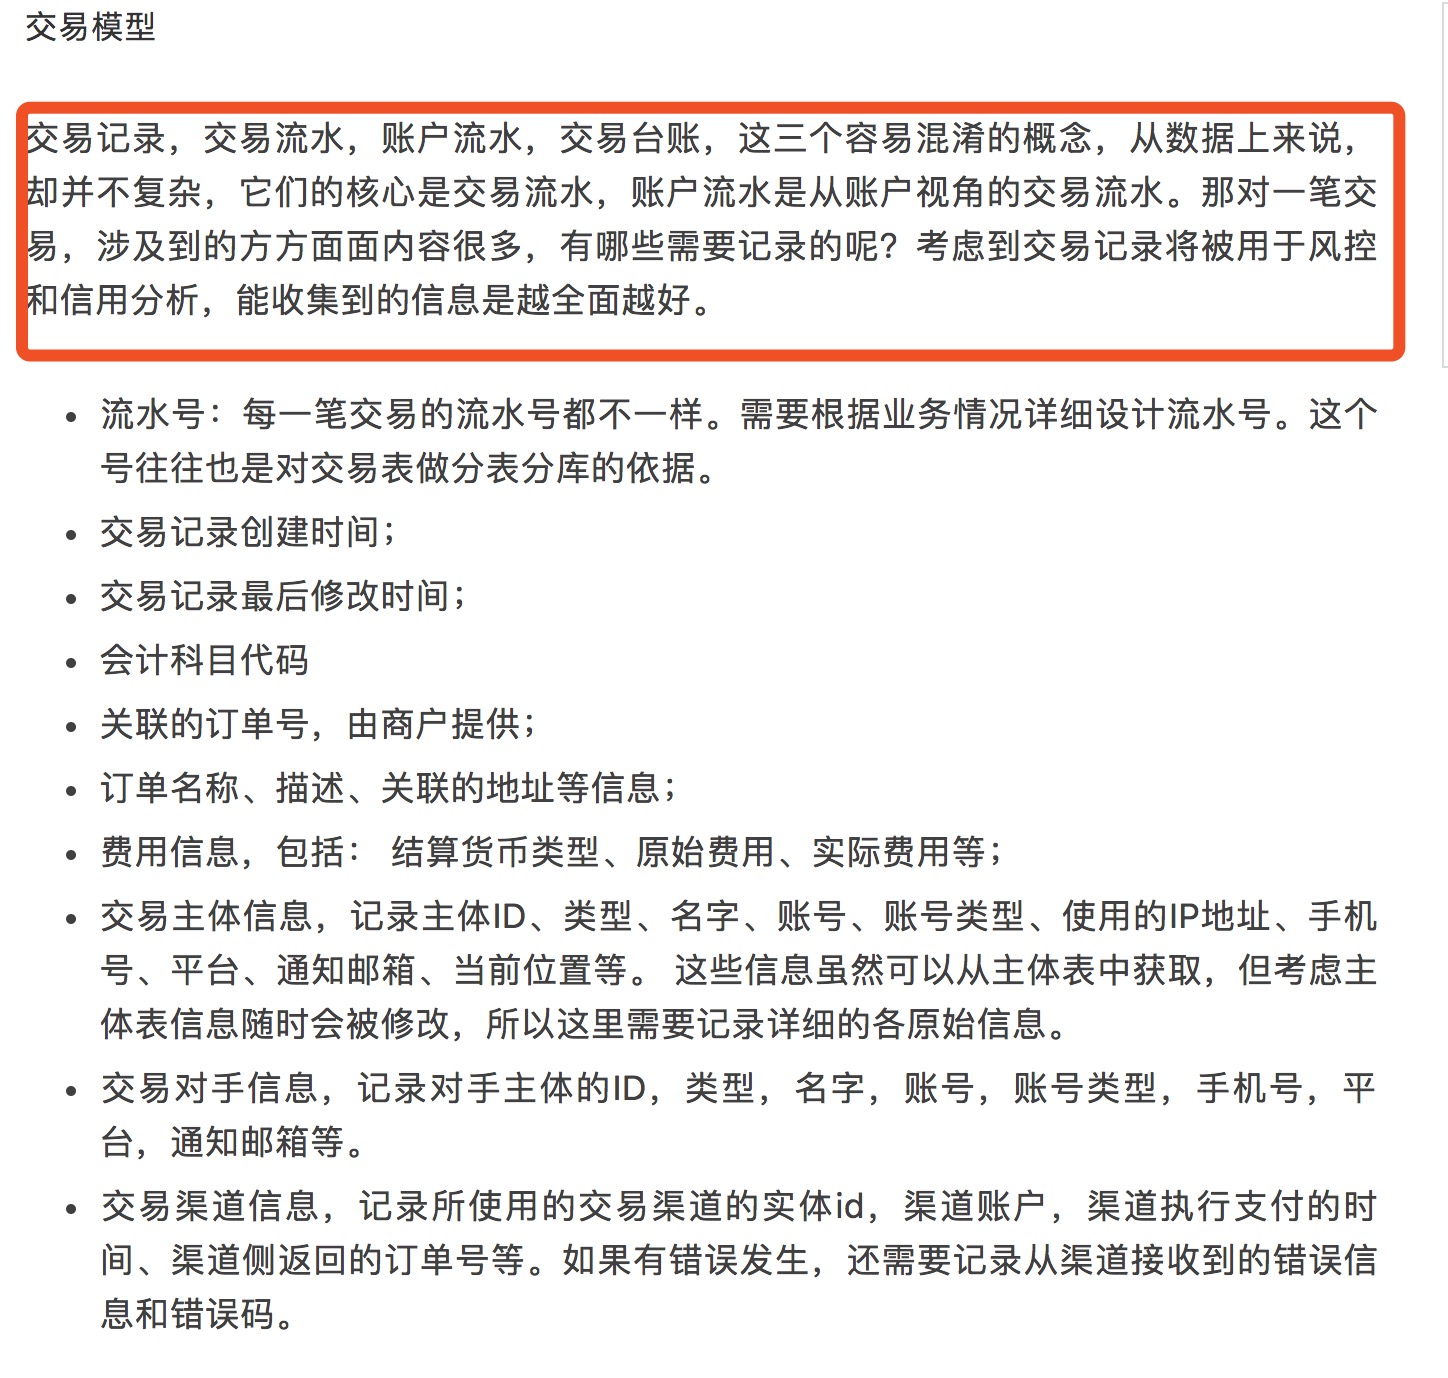 交易模型
交易记录，交易流水，账户流水，交易台账，这三个容易混淆的概念，从数据上来说，
却并不复杂，它们的核心是交易流水，账户流水是从账户视角的交易流水。那对一笔交
易，涉及到的方方面面内容很多，有哪些需要记录的呢？考虑到交易记录将被用于风控
和信用分析，能收集到的信息是越全面越好。
• 流水号：每一笔交易的流水号都不一样。需要根据业务情况详细设计流水号。这个
号往往也是对交易表做分表分库的依据。
• 交易记录创建时间；
• 交易记录最后修改时间；
• 会计科目代码
• 关联的订单号，由商户提供；
• 订单名称、描述、关联的地址等信息；
• 费用信息，包括： 结算货币类型、原始费用、实际费用等；
• 交易主体信息，记录主体ID、类型、名字、账号、账号类型、使用的IP地址、手机
号、平台、通知邮箱、当前位置等。 这些信息虽然可以从主体表中获取，但考虑主
体表信息随时会被修改，所以这里需要记录详细的各原始信息。
• 交易对手信息，记录对手主体的ID，类型，名字，账号，账号类型，手机号，平
台，通知邮箱等。
• 交易渠道信息，记录所使用的交易渠道的实体id，渠道账户，渠道执行支付的时
间、渠道侧返回的订单号等。如果有错误发生，还需要记录从渠道接收到的错误信
息和错误码。